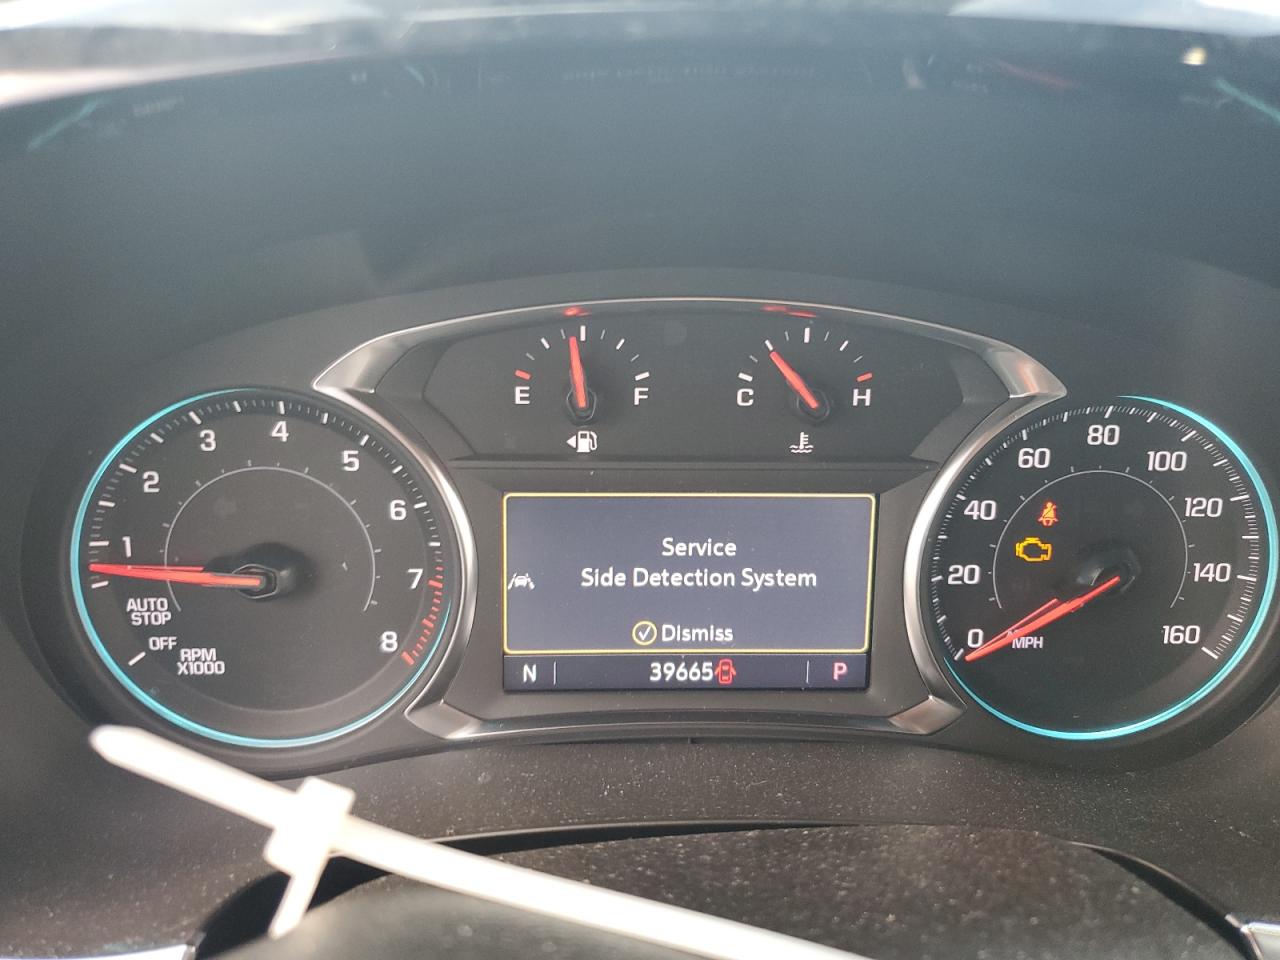 E
F
C
H
1
2
3
4
5
6
7
8
AUTO
STOP
OFF
RPM
X1000
Service
Side Detection System
Dismiss
N
39665
P
0
20
40
60
80
100
120
140
160
MPH